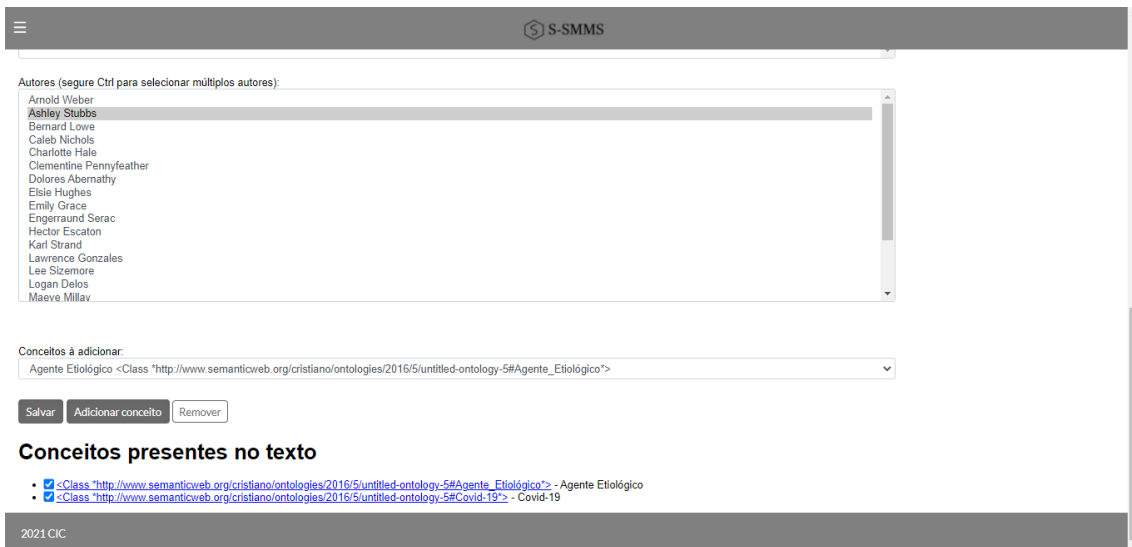 ☰
S-SMMS
Autores (segure Ctrl para selecionar múltiplos autores):
Arnold Weber
Ashley Stubbs
Bernard Lowe
Caleb Nichols
Charlotte Hale
Clementine Pennyfeather
Dolores Abernathy
Elsie Hughes
Emily Grace
Engerraund Serac
Hector Escaton
Karl Strand
Lawrence Gonzales
Lee Sizemore
Logan Delos
Maeve Millay
Conceitos à adicionar:
Agente Etiológico <Class "http://www.semanticweb.org/cristiano/ontologies/2016/5/untitled-ontology-5#Agente_Etiológico">
Salvar Adicionar conceito Remover
Conceitos presentes no texto
• <Class "http://www.semanticweb.org/cristiano/ontologies/2016/5/untitled-ontology-5#Agente_Etiológico"> - Agente Etiológico
• <Class "http://www.semanticweb.org/cristiano/ontologies/2016/5/untitled-ontology-5#Covid-19"> - Covid-19
2021 CIC